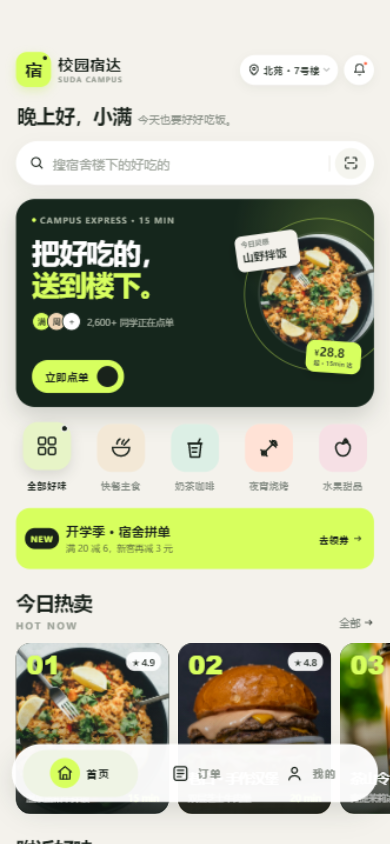 宿 校园宿达
SUDA CAMPUS
北苑·7号楼
晚上好，小满 今天也要好好吃饭。
搜宿舍楼下的好吃的
CAMPUS EXPRESS • 15 MIN
把好吃的，
送到楼下。
满 周 + 2,600+ 同学正在点单
立即点单
山野拌饭
¥28.8
全部好味 快餐主食 奶茶咖啡 夜宵烧烤 水果甜品
NEW 开学季·宿舍拼单
满 20 减 6，新客再减 3 元
去领券 →
今日热卖
HOT NOW
全部 →
01 ★ 4.9
02 ★ 4.8
03
首页 订单 我的